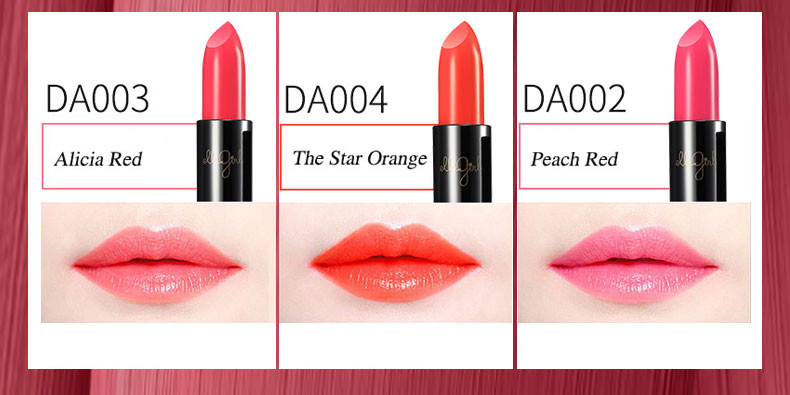 DA003
Alicia Red
DA004
The Star Orange
DA002
Peach Red